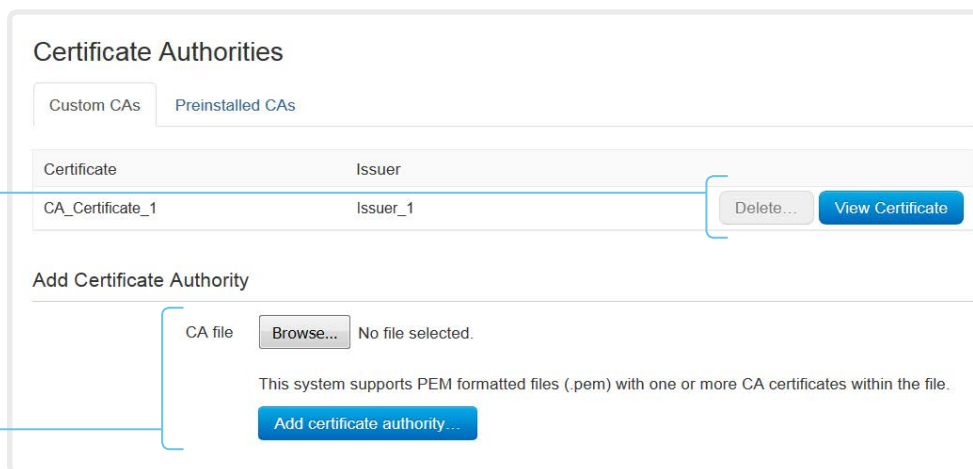 Certificate Authorities
Custom CAs Preinstalled CAs
Certificate Issuer
CA_Certificate_1 Issuer_1 Delete... View Certificate
Add Certificate Authority
CA file Browse... No file selected.
This system supports PEM formatted files (.pem) with one or more CA certificates within the file.
Add certificate authority...